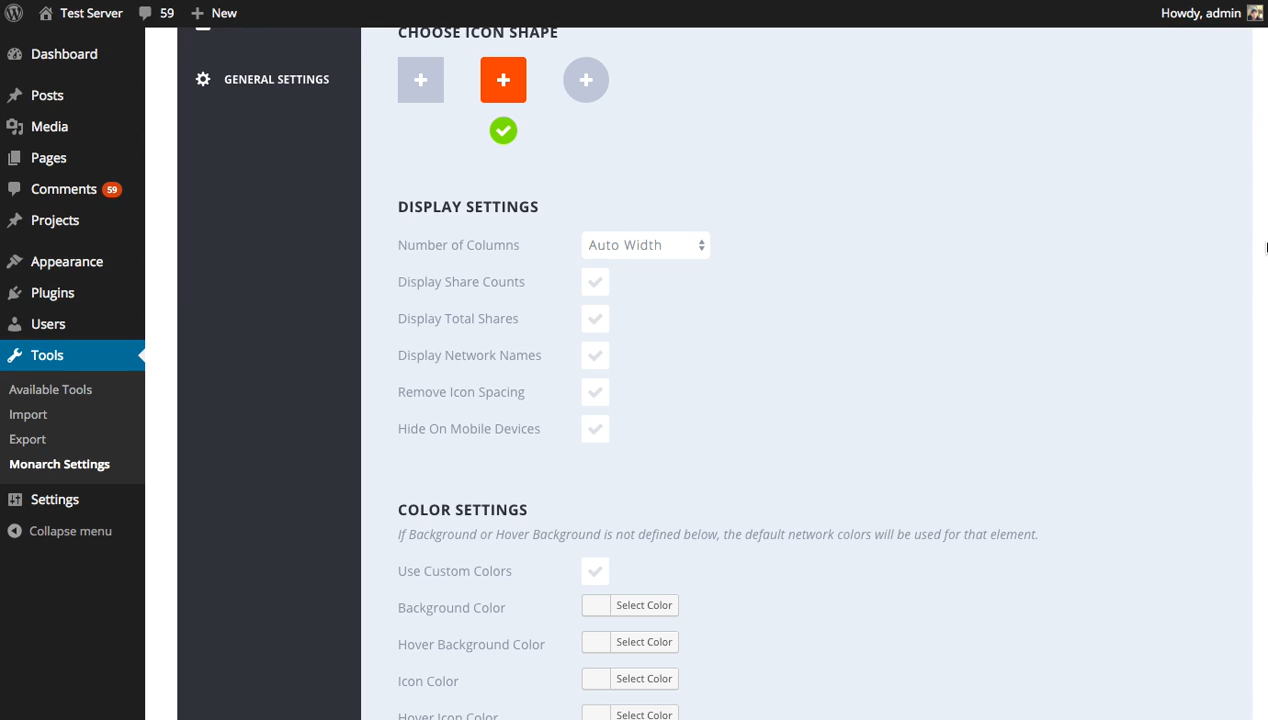 Test Server
59
New
Howdy, admin
Dashboard
Posts
Media
Pages
Comments 59
Projects
Appearance
Plugins
Users
Tools
Available Tools
Import
Export
Monarch Settings
Settings
Collapse menu
GENERAL SETTINGS
CHOOSE ICON SHAPE
DISPLAY SETTINGS
Number of Columns Auto Width
Display Share Counts
Display Total Shares
Display Network Names
Remove Icon Spacing
Hide On Mobile Devices
COLOR SETTINGS
If Background or Hover Background is not defined below, the default network colors will be used for that element.
Use Custom Colors
Background Color Select Color
Hover Background Color Select Color
Icon Color Select Color
Hover Icon Color Select Color